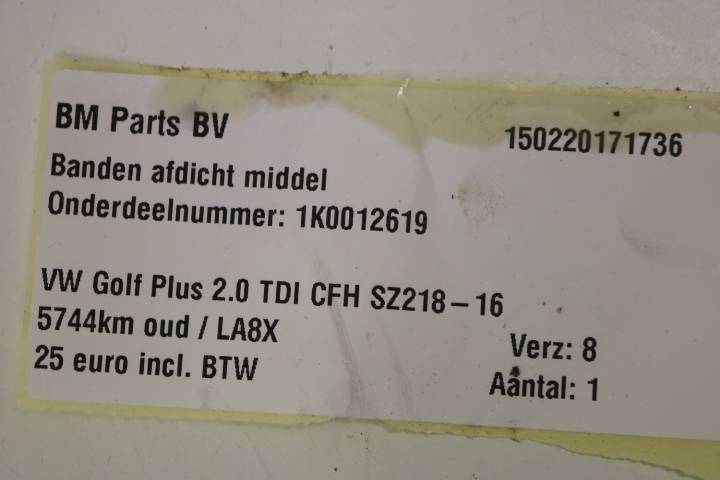 BM Parts BV
150220171736
Banden afdicht middel
Onderdeelnummer: 1K0012619
VW Golf Plus 2.0 TDI CFH SZ218-16
5744km oud / LA8X
Verz: 8
25 euro incl. BTW
Aantal: 1